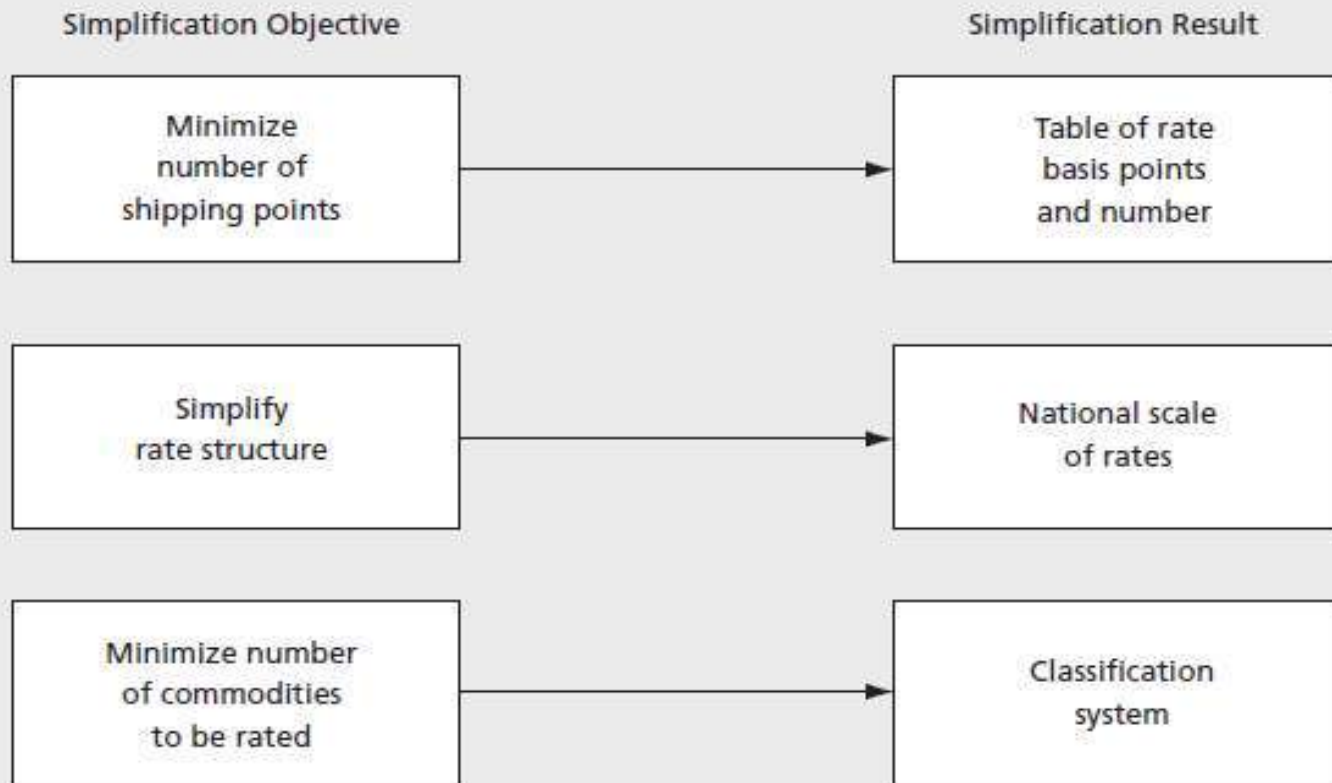 Simplification Objective
Simplification Result
Minimize
number of
shipping points
Table of rate
basis points
and number
Simplify
rate structure
National scale
of rates
Minimize number
of commodities
to be rated
Classification
system